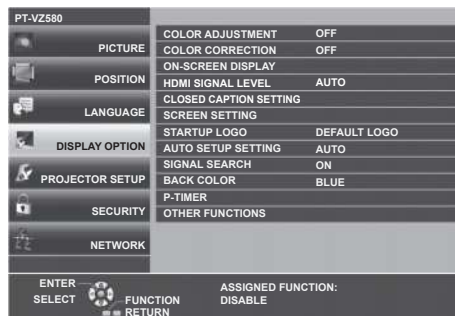 PT-VZ580
PICTURE
POSITION
LANGUAGE
DISPLAY OPTION
PROJECTOR SETUP
SECURITY
NETWORK
COLOR ADJUSTMENT OFF
COLOR CORRECTION OFF
ON-SCREEN DISPLAY
HDMI SIGNAL LEVEL AUTO
CLOSED CAPTION SETTING
SCREEN SETTING
STARTUP LOGO DEFAULT LOGO
AUTO SETUP SETTING AUTO
SIGNAL SEARCH ON
BACK COLOR BLUE
P-TIMER
OTHER FUNCTIONS
ENTER
SELECT
FUNCTION
RETURN
ASSIGNED FUNCTION:
DISABLE